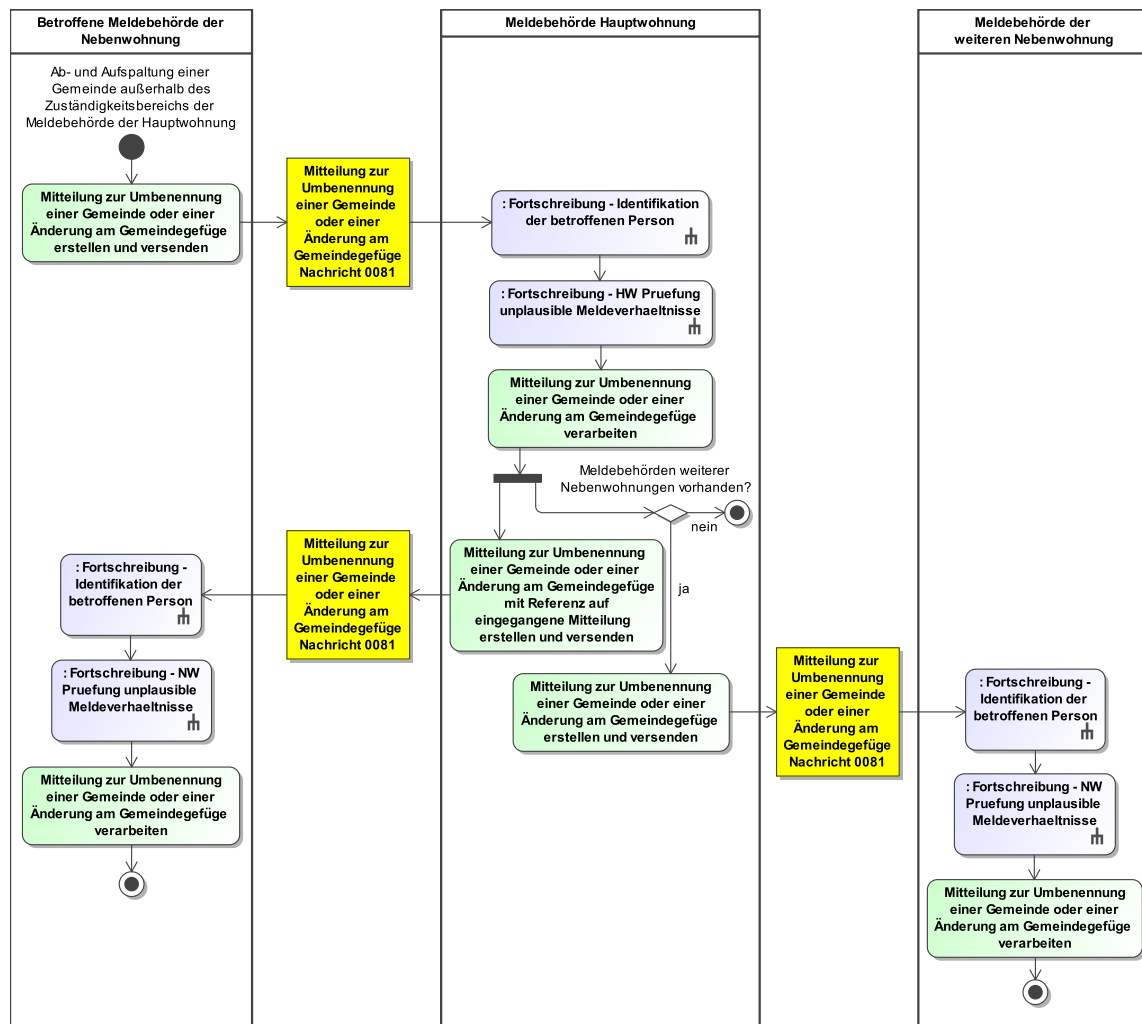 Betroffene Meldebehörde der
Nebenwohnung
Meldebehörde Hauptwohnung
Meldebehörde der
weiteren Nebenwohnung
Ab- und Aufspaltung einer
Gemeinde außerhalb des
Zuständigkeitsbereichs der
Meldebehörde der Hauptwohnung
Mitteilung zur Umbenennung
einer Gemeinde oder einer
Änderung am Gemeindegefüge
erstellen und versenden
Mitteilung zur
Umbenennung
einer Gemeinde
oder einer
Änderung am
Gemeindegefüge
Nachricht 0081
: Fortschreibung - Identifikation
der betroffenen Person
: Fortschreibung - HW Pruefung
unplausible Meldeverhaeltnisse
Mitteilung zur Umbenennung
einer Gemeinde oder einer
Änderung am Gemeindegefüge
verarbeiten
Meldebehörden weiterer
Nebenwohnungen vorhanden?
nein
ja
Mitteilung zur Umbenennung
einer Gemeinde oder einer
Änderung am Gemeindegefüge
mit Referenz auf
eingegangene Mitteilung
erstellen und versenden
Mitteilung zur
Umbenennung
einer Gemeinde
oder einer
Änderung am
Gemeindegefüge
Nachricht 0081
: Fortschreibung -
Identifikation der
betroffenen Person
: Fortschreibung - NW
Pruefung unplausible
Meldeverhaeltnisse
Mitteilung zur Umbenennung
einer Gemeinde oder einer
Änderung am Gemeindegefüge
verarbeiten
Mitteilung zur Umbenennung
einer Gemeinde oder einer
Änderung am Gemeindegefüge
erstellen und versenden
Mitteilung zur
Umbenennung
einer Gemeinde
oder einer
Änderung am
Gemeindegefüge
Nachricht 0081
: Fortschreibung -
Identifikation der
betroffenen Person
: Fortschreibung - NW
Pruefung unplausible
Meldeverhaeltnisse
Mitteilung zur Umbenennung
einer Gemeinde oder einer
Änderung am Gemeindegefüge
verarbeiten